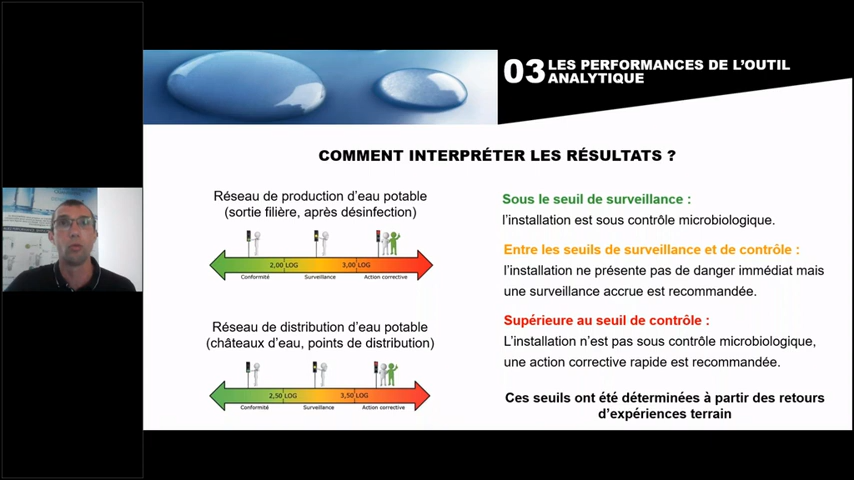 03 LES PERFORMANCES DE L'OUTIL
ANALYTIQUE
COMMENT INTERPRÉTER LES RÉSULTATS ?
Réseau de production d'eau potable
(sortie filière, après désinfection)
2,00 LOG 3,00 LOG
Conformité Surveillance Action corrective
Réseau de distribution d'eau potable
(châteaux d'eau, points de distribution)
2,50 LOG 3,50 LOG
Conformité Surveillance Action corrective
Sous le seuil de surveillance :
l'installation est sous contrôle microbiologique.
Entre les seuils de surveillance et de contrôle :
l'installation ne présente pas de danger immédiat mais
une surveillance accrue est recommandée.
Supérieure au seuil de contrôle :
L'installation n'est pas sous contrôle microbiologique,
une action corrective rapide est recommandée.
Ces seuils ont été déterminées à partir des retours
d'expériences terrain